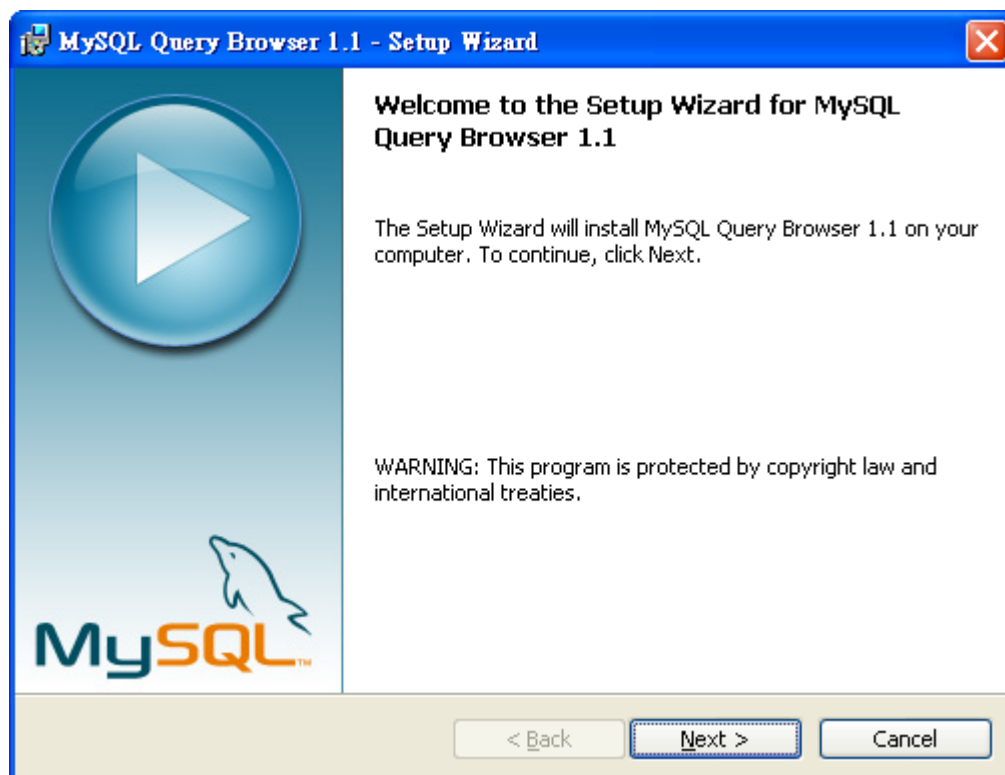 MySQL Query Browser 1.1 - Setup Wizard
Welcome to the Setup Wizard for MySQL
Query Browser 1.1
The Setup Wizard will install MySQL Query Browser 1.1 on your
computer. To continue, click Next.
WARNING: This program is protected by copyright law and
international treaties.
MySQL™
< Back
Next >
Cancel